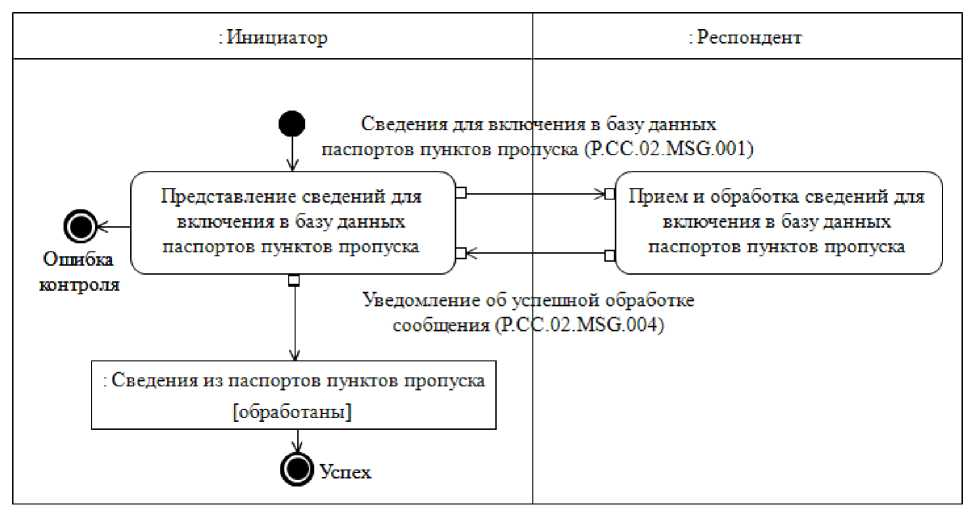 : Инициатор
: Респондент
Сведения для включения в базу данных
паспортов пунктов пропуска (P.CC.02.MSG.001)
Представление сведений для
включения в базу данных
паспортов пунктов пропуска
Прием и обработка сведений для
включения в базу данных
паспортов пунктов пропуска
Ошибка
контроля
Уведомление об успешной обработке
сообщения (P.CC.02.MSG.004)
: Сведения из паспортов пунктов пропуска
[обработаны]
Успех